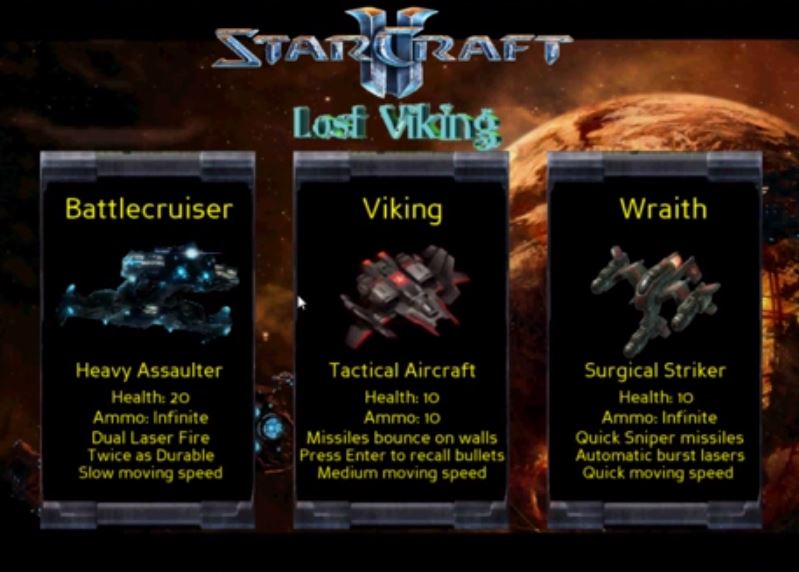 StarCraft
II
Lost Viking
Battlecruiser
Heavy Assaulter
Health: 20
Ammo: Infinite
Dual Laser Fire
Twice as Durable
Slow moving speed
Viking
Tactical Aircraft
Health: 10
Ammo: 10
Missiles bounce on walls
Press Enter to recall bullets
Medium moving speed
Wraith
Surgical Striker
Health: 10
Ammo: Infinite
Quick Sniper missiles
Automatic burst lasers
Quick moving speed